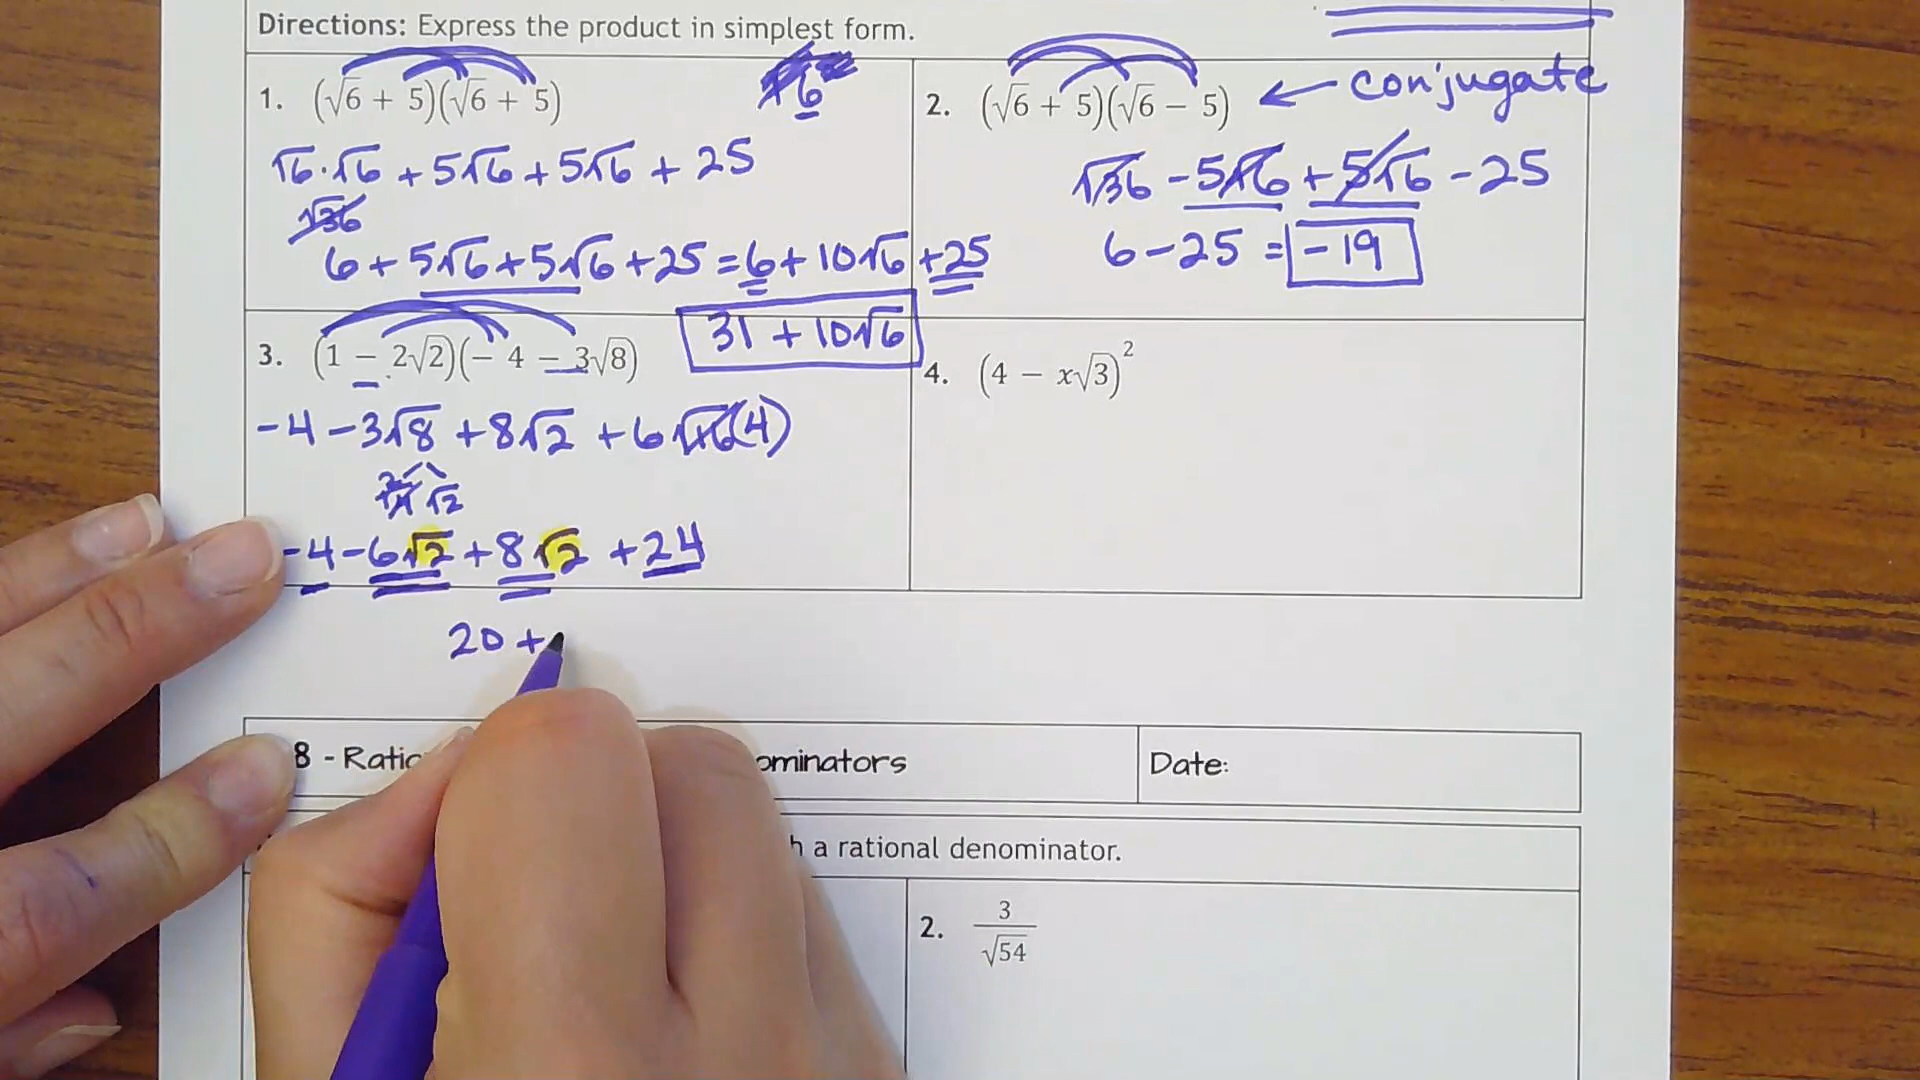 Directions: Express the product in simplest form.
1. (√6 + 5)(√6 + 5)
√6·√6 + 5√6 + 5√6 + 25
√36
6 + 5√6 + 5√6 + 25 = 6 + 10√6 + 25
31 + 10√6
2. (√6 + 5)(√6 − 5) ← conjugate
√36 − 5√6 + 5√6 − 25
6 − 25 = −19
3. (1 − 2√2)(− 4 − 3√8)
−4 − 3√8 + 8√2 + 6√16(4)
2 √4 √2
−4 − 6√2 + 8√2 + 24
20 +
4. (4 − x√3)²
8 - Ratio
ominators
Date:
h a rational denominator.
2. 3/√54